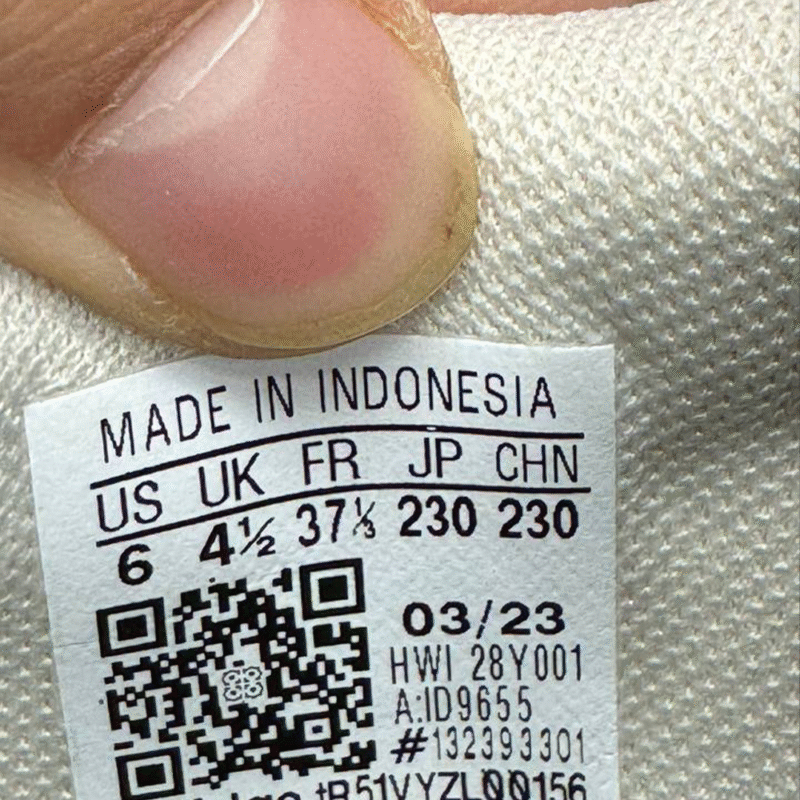 MADE IN INDONESIA
US UK FR JP CHN
6 4½ 37⅓ 230 230
03/23
HWI 28Y001
A:ID9655
#132393301
tR51VYZL00156